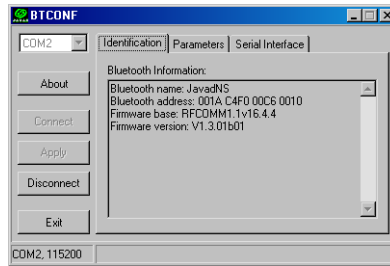 BTCONF
COM2
Identification Parameters Serial Interface
Bluetooth Information:
Bluetooth name: JavadNS
Bluetooth address: 001A C4F0 00C6 0010
Firmware base: RFCOMM1.1v16.4.4
Firmware version: V1.3.01b01
About
Connect
Apply
Disconnect
Exit
COM2, 115200